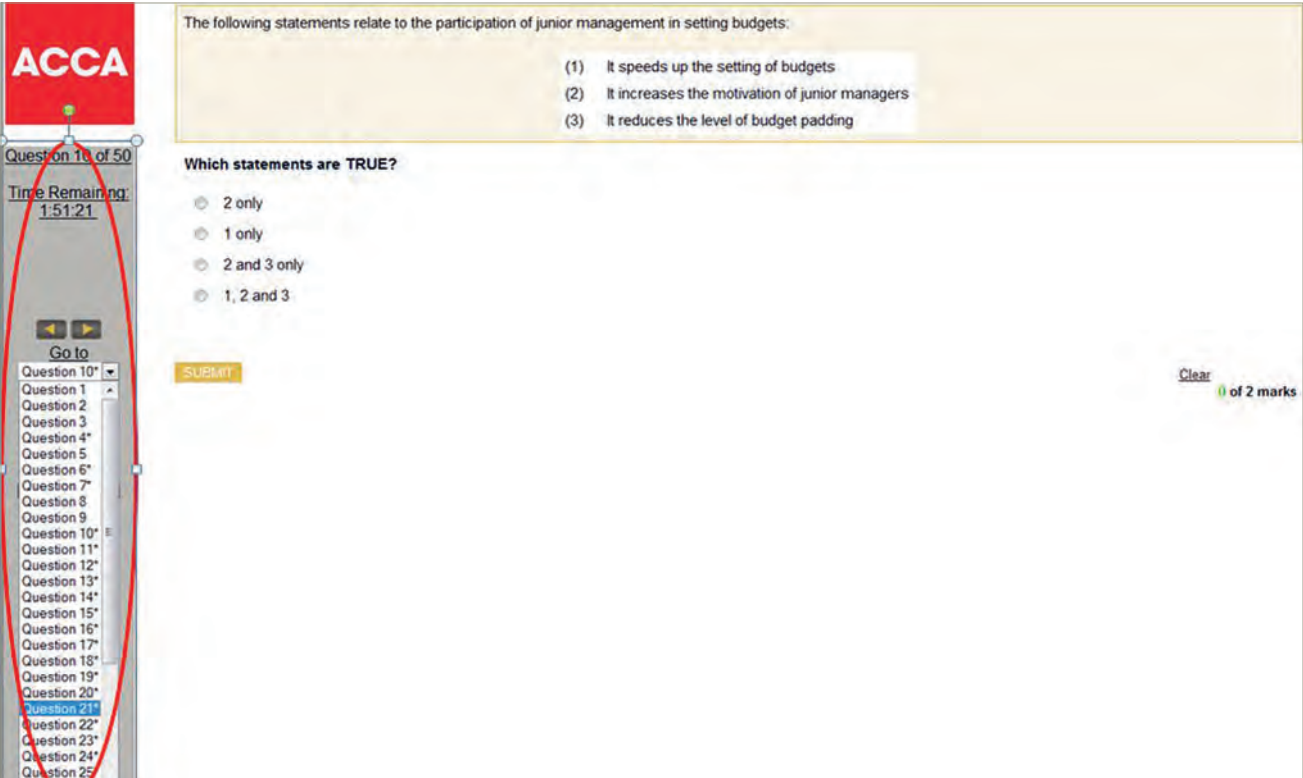 ACCA
Question 10 of 50
Time Remaining:
1:51:21
Go to
Question 10*
Question 1
Question 2
Question 3
Question 4*
Question 5
Question 6*
Question 7*
Question 8
Question 9
Question 10*
Question 11*
Question 12*
Question 13*
Question 14*
Question 15*
Question 16*
Question 17*
Question 18*
Question 19*
Question 20*
Question 21*
Question 22*
Question 23*
Question 24*
Question 25
The following statements relate to the participation of junior management in setting budgets:
(1) It speeds up the setting of budgets
(2) It increases the motivation of junior managers
(3) It reduces the level of budget padding
Which statements are TRUE?
2 only
1 only
2 and 3 only
1, 2 and 3
SUBMIT
Clear
0 of 2 marks